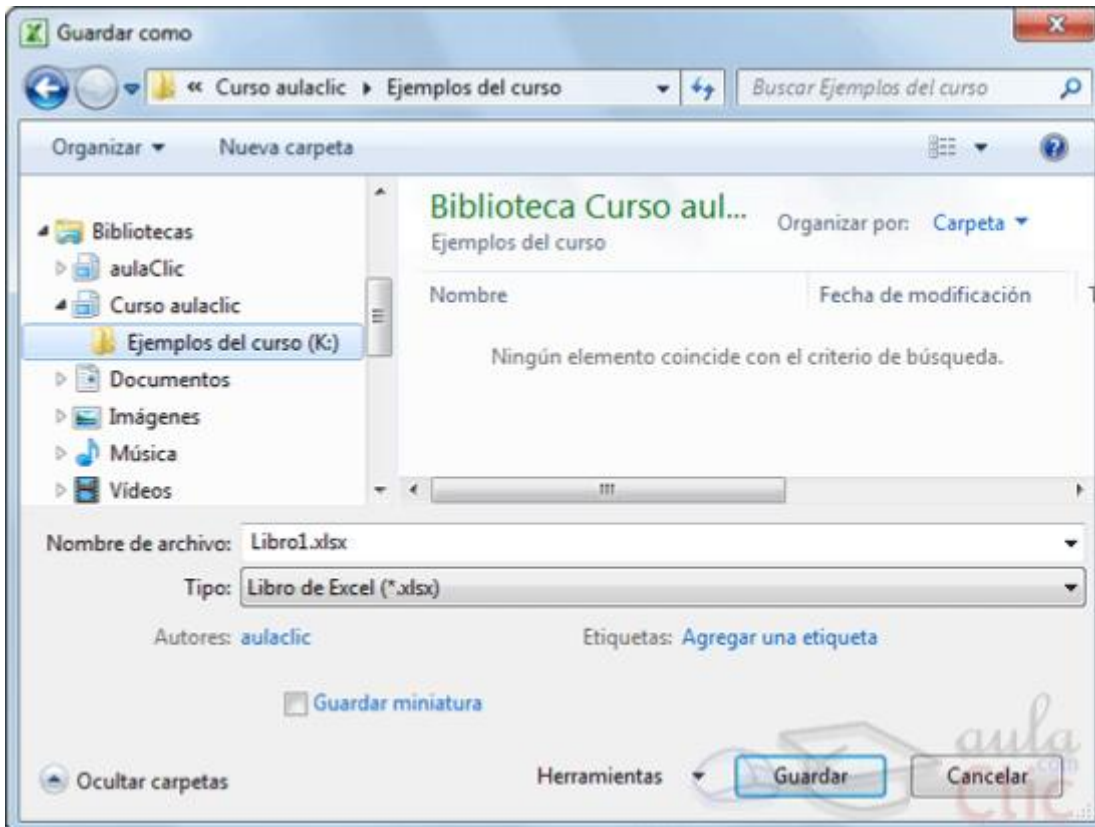 Guardar como
« Curso aulaclic ▸ Ejemplos del curso
Buscar Ejemplos del curso
Organizar
Nueva carpeta
Bibliotecas
aulaClic
Curso aulaclic
Ejemplos del curso (K:)
Documentos
Imágenes
Música
Vídeos
Biblioteca Curso aul...
Ejemplos del curso
Organizar por: Carpeta
Nombre Fecha de modificación T
Ningún elemento coincide con el criterio de búsqueda.
Nombre de archivo: Libro1.xlsx
Tipo: Libro de Excel (*.xlsx)
Autores: aulaclic Etiquetas: Agregar una etiqueta
Guardar miniatura
Ocultar carpetas Herramientas Guardar Cancelar
aula
.com
Clic